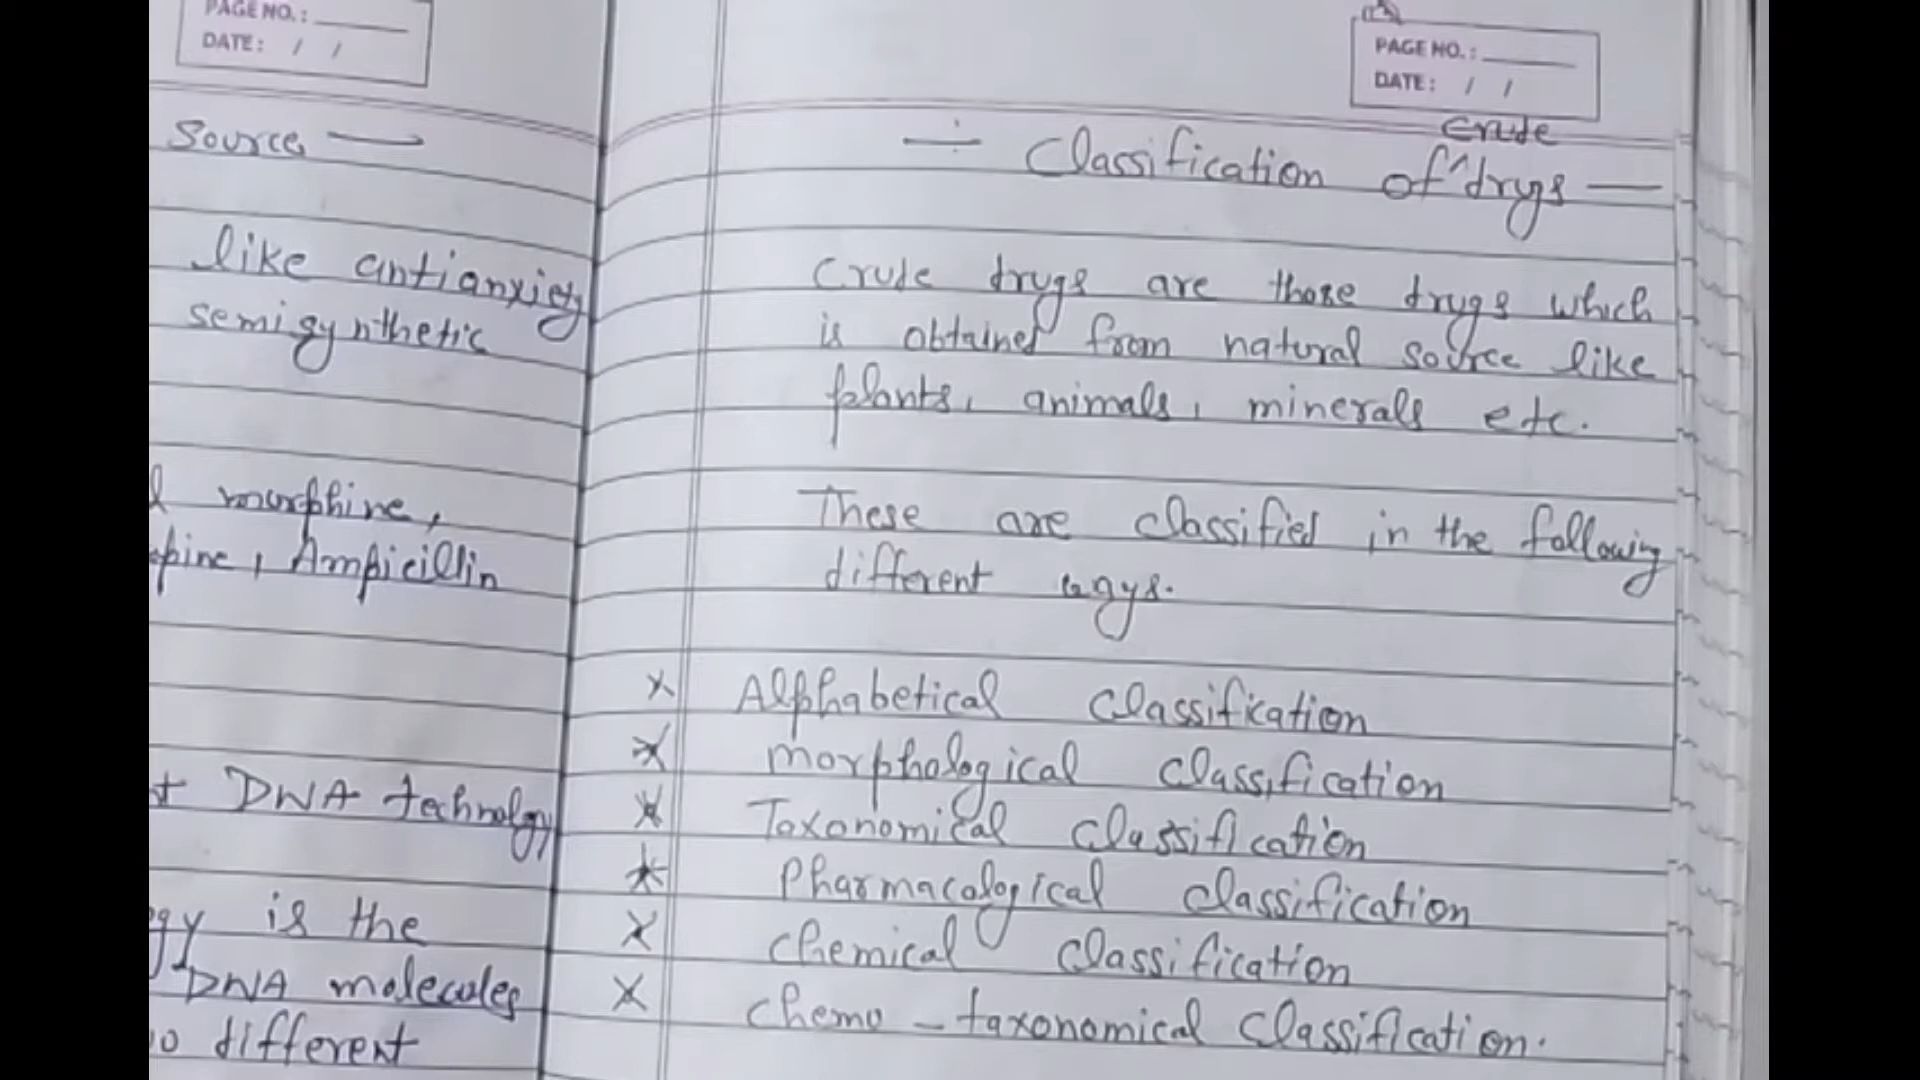 PAGE NO.:
DATE: / /
Source →
like antianxiety
semisynthetic
morphine,
pine, Ampicillin
DNA technology
gy is the
DNA molecules
different
PAGE NO.:
DATE: / /
Crude
÷ Classification of ^ drugs —
Crude drugs are those drugs which
is obtained from natural source like
plants, animals, minerals etc.
These are classified in the following
different ways.
× Alphabetical classification
* morphological classification
* Taxonomical classification
* Pharmacological classification
× chemical classification
× chemo - taxonomical classification.